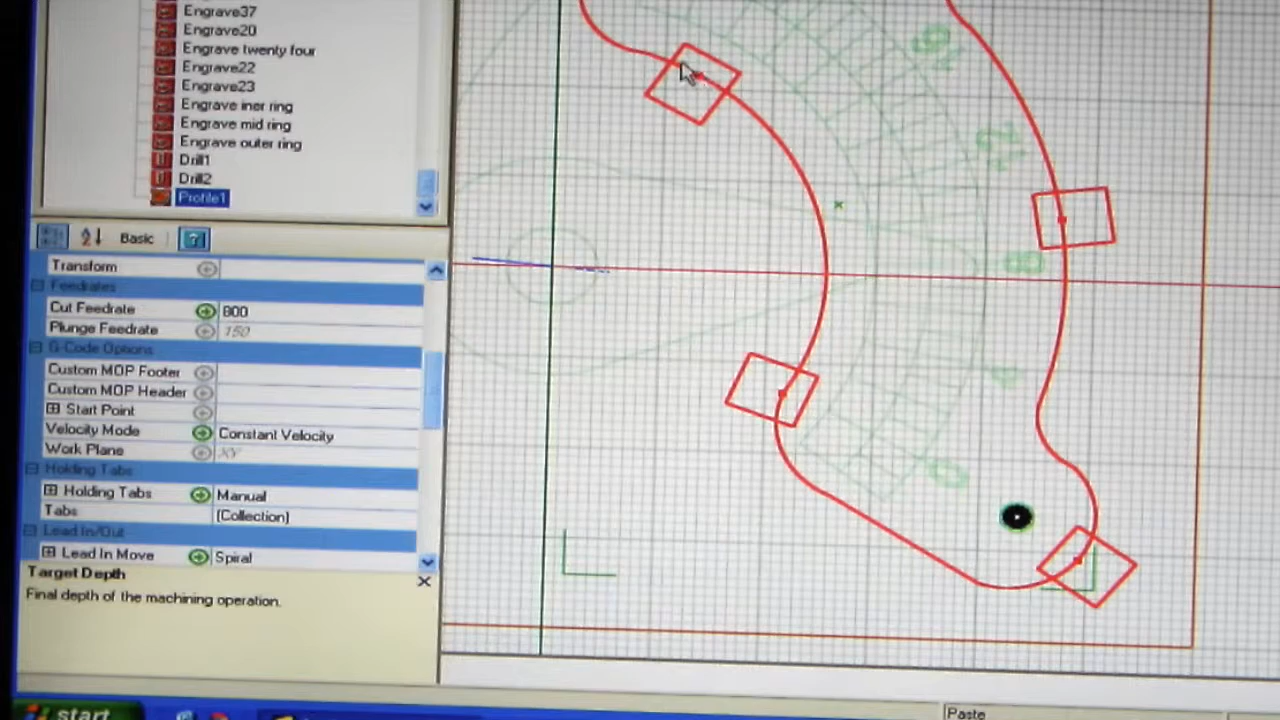 Engrave37
Engrave20
Engrave twenty four
Engrave22
Engrave23
Engrave iner ring
Engrave mid ring
Engrave outer ring
Drill1
Drill2
Profile1
Basic
Transform
Feedrates
Cut Feedrate 800
Plunge Feedrate 150
G-Code Options
Custom MOP Footer
Custom MOP Header
Start Point
Velocity Mode Constant Velocity
Work Plane XY
Holding Tabs
Holding Tabs Manual
Tabs (Collection)
Lead In/Out
Lead In Move Spiral
Target Depth
Final depth of the machining operation.
start
Paste